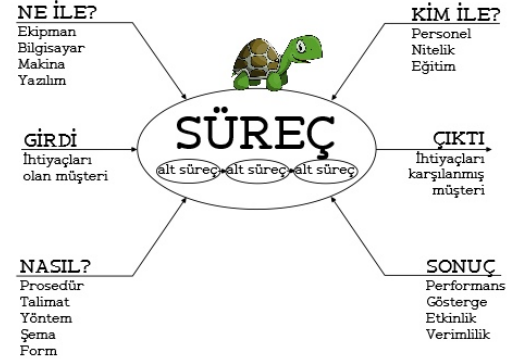 NE İLE?
Ekipman
Bilgisayar
Makina
Yazılım
KİM İLE?
Personel
Nitelik
Eğitim
SÜREÇ
alt süreç alt süreç alt süreç
GİRDİ
İhtiyaçları
olan müşteri
ÇIKTI
İhtiyaçları
karşılanmış
müşteri
NASIL?
Prosedür
Talimat
Yöntem
Şema
Form
SONUÇ
Performans
Gösterge
Etkinlik
Verimlilik